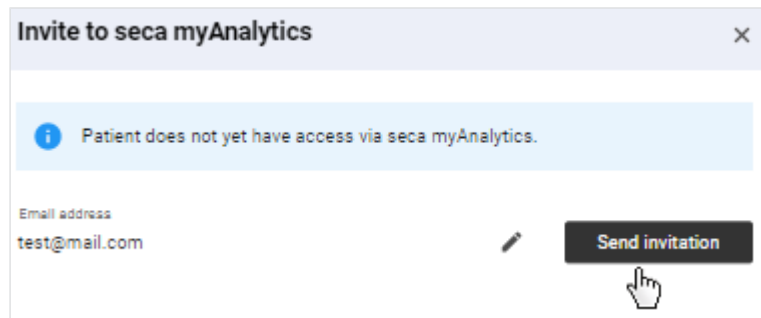 Invite to seca myAnalytics
Patient does not yet have access via seca myAnalytics.
Email address
test@mail.com
Send invitation